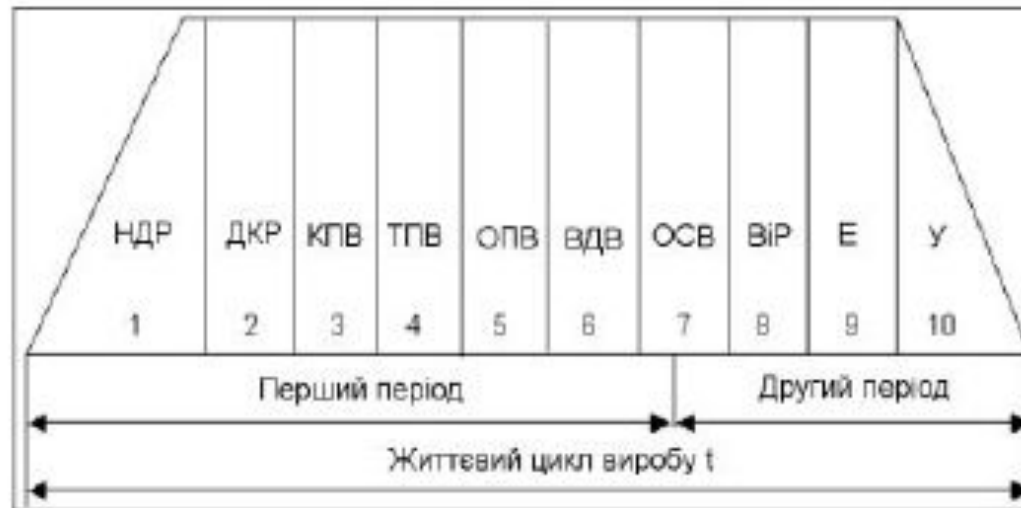 НДР ДКР КПВ ТПВ ОПВ ВДВ ОСВ ВіР Е У
1 2 3 4 5 6 7 8 9 10
Перший період Другий період
Життєвий цикл виробу t